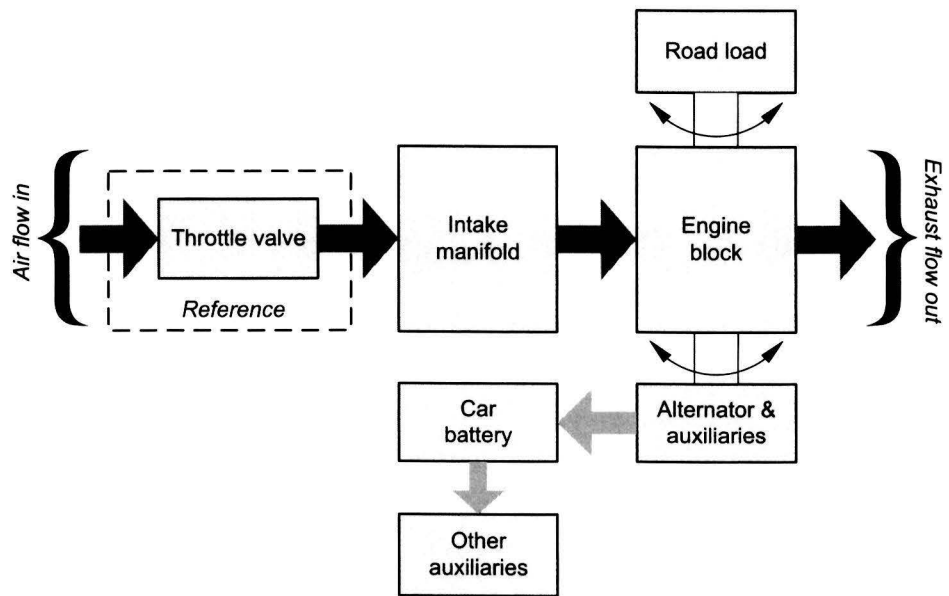 Road load
Air flow in
Throttle valve
Reference
Intake
manifold
Engine
block
Exhaust flow out
Car
battery
Alternator &
auxiliaries
Other
auxiliaries